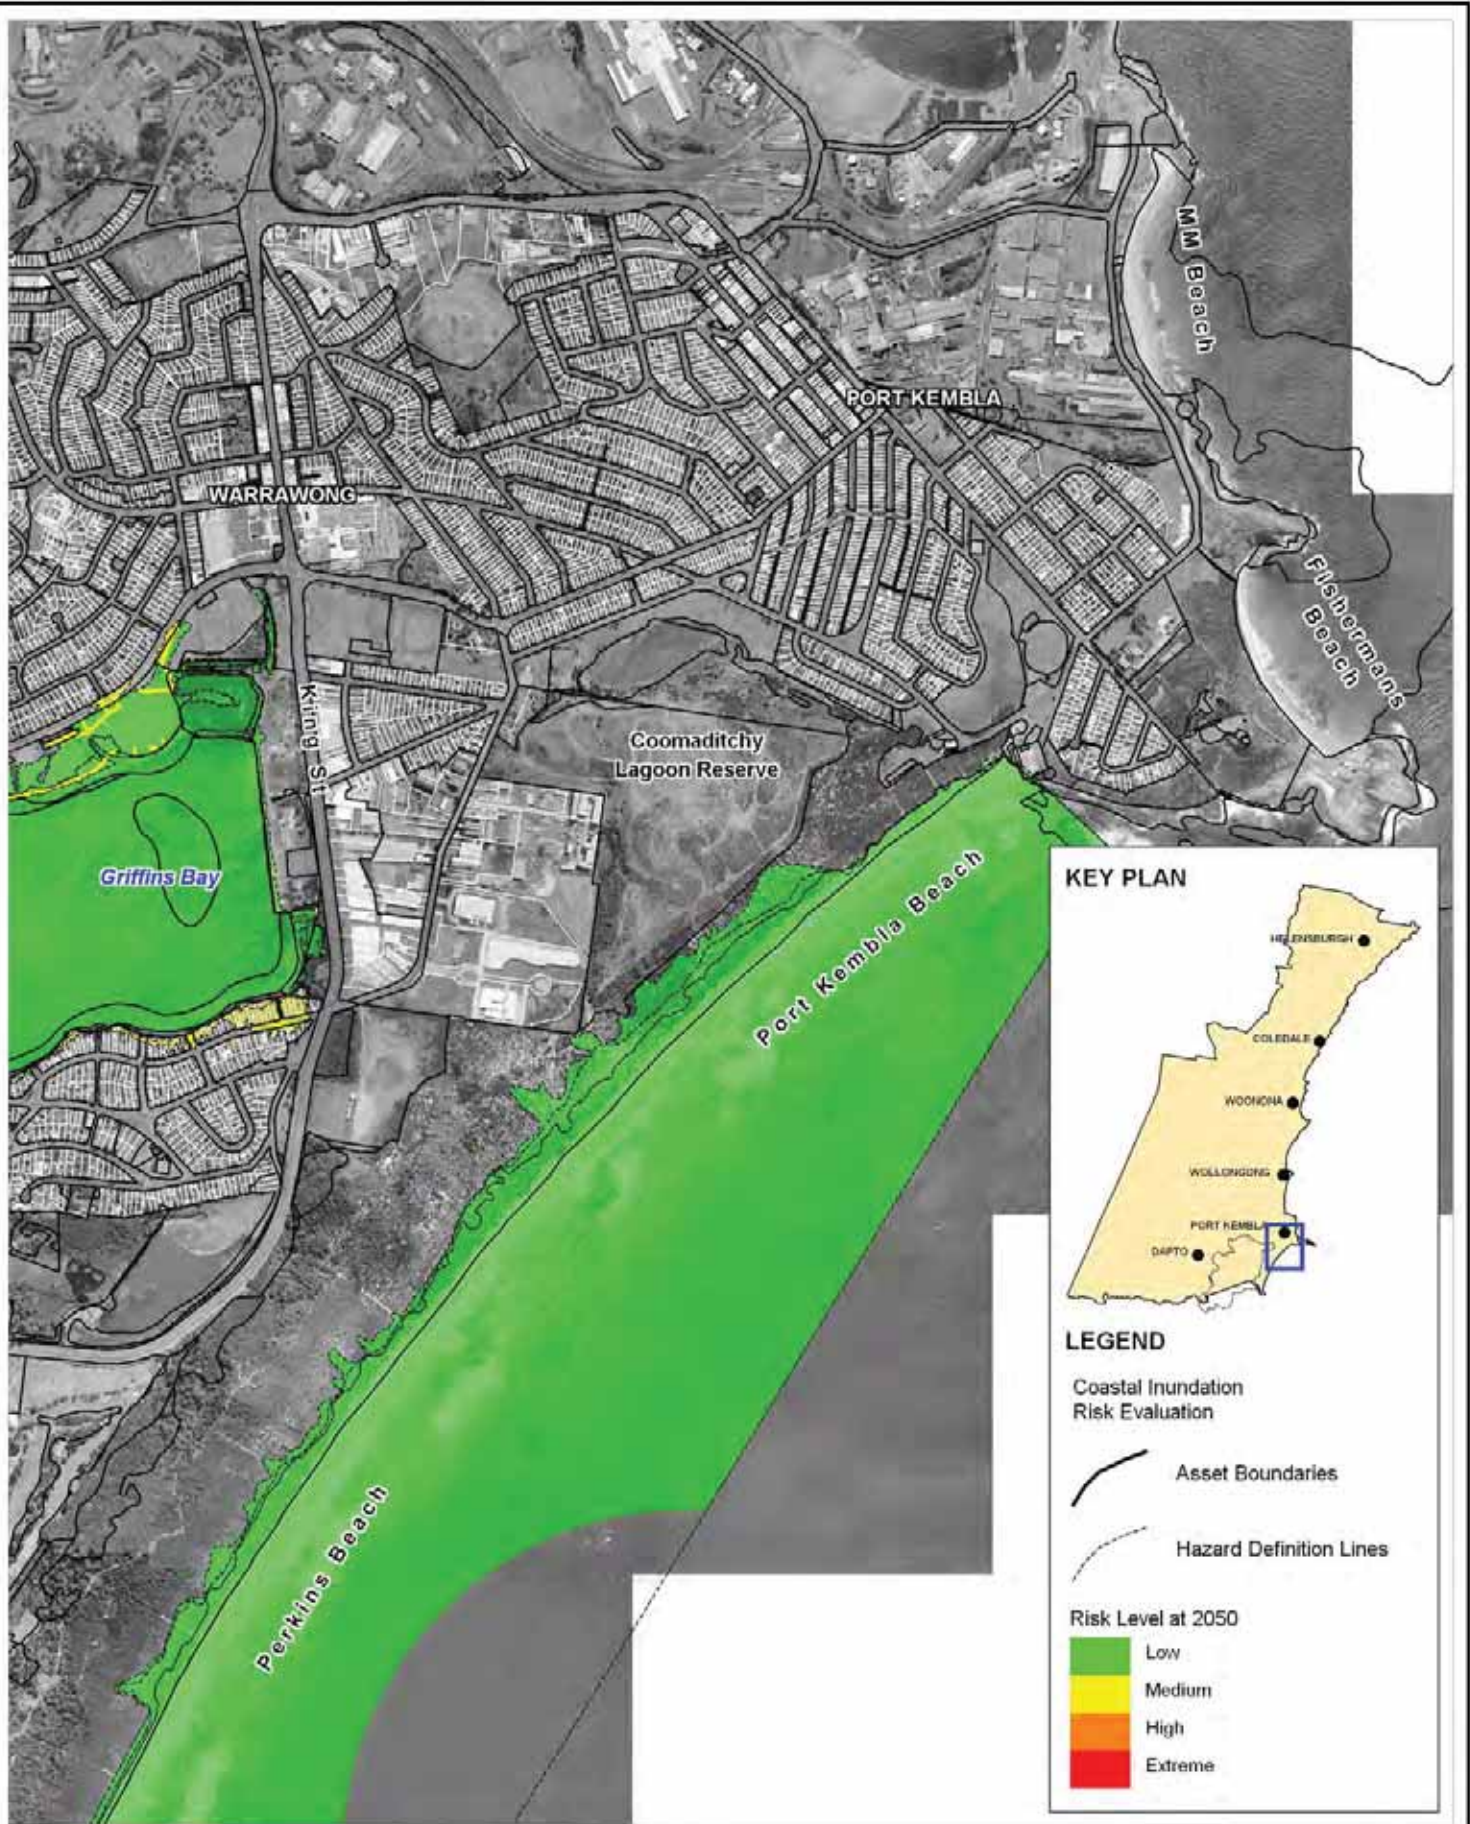 MM Beach
PORT KEMBLA
WARRAWONG
Fishermans
Beach
King St
Coomaditchy
Lagoon Reserve
Griffins Bay
Port Kembla Beach
Perkins Beach
KEY PLAN
HELENSBURGH
COLEDALE
WOONONA
WOLLONGONG
PORT KEMBLA
DAPTO
LEGEND
Coastal Inundation
Risk Evaluation
Asset Boundaries
Hazard Definition Lines
Risk Level at 2050
Low
Medium
High
Extreme